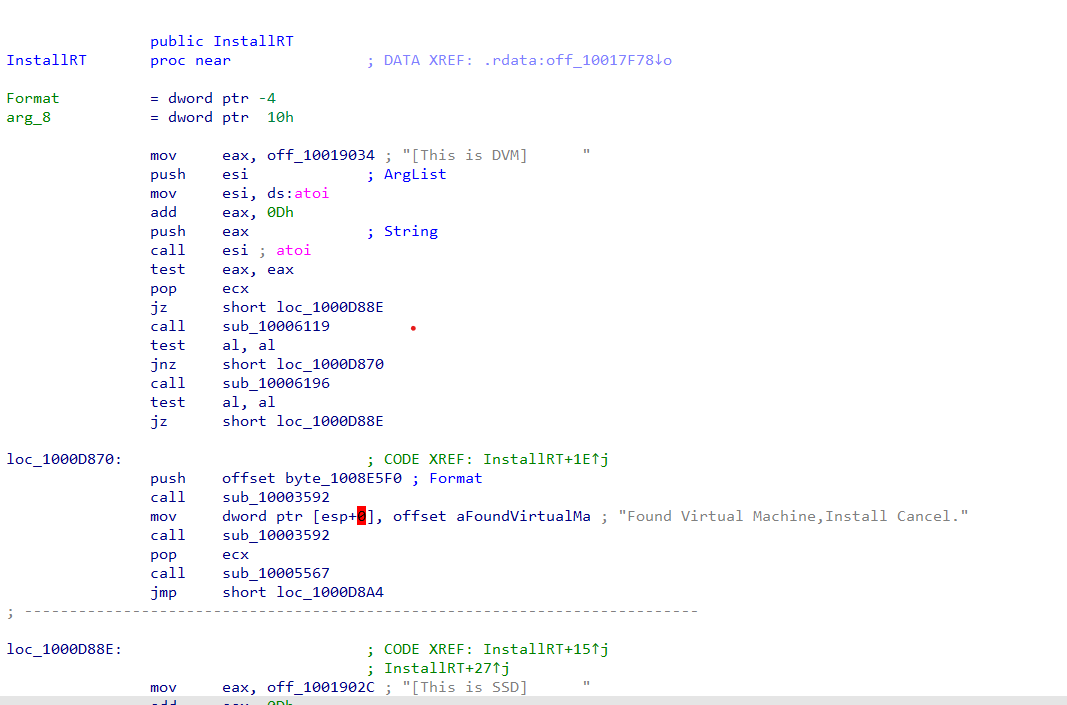 public InstallRT
InstallRT proc near ; DATA XREF: .rdata:off_10017F78↓o
Format = dword ptr -4
arg_8 = dword ptr 10h
mov eax, off_10019034 ; "[This is DVM]      "
push esi ; ArgList
mov esi, ds:atoi
add eax, 0Dh
push eax ; String
call esi ; atoi
test eax, eax
pop ecx
jz short loc_1000D88E
call sub_10006119
test al, al
jnz short loc_1000D870
call sub_10006196
test al, al
jz short loc_1000D88E
loc_1000D870: ; CODE XREF: InstallRT+1E↑j
push offset byte_1008E5F0 ; Format
call sub_10003592
mov dword ptr [esp+0], offset aFoundVirtualMa ; "Found Virtual Machine,Install Cancel."
call sub_10003592
pop ecx
call sub_10005567
jmp short loc_1000D8A4
; ---------------------------------------------------------------------------
loc_1000D88E: ; CODE XREF: InstallRT+15↑j
; InstallRT+27↑j
mov eax, off_1001902C ; "[This is SSD]      "
add eax, 0Dh